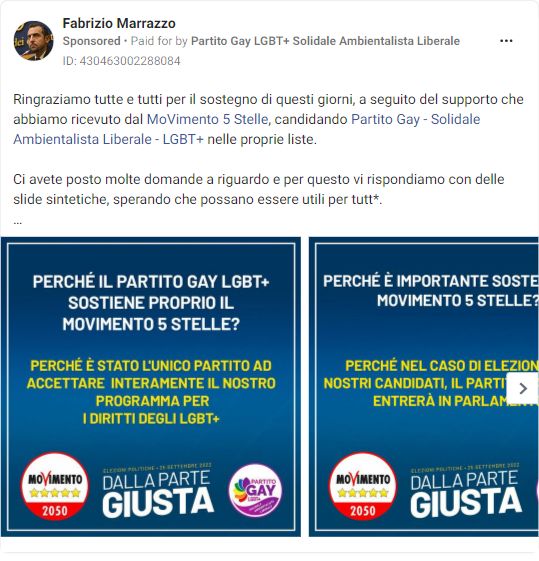 Fabrizio Marrazzo
Sponsored • Paid for by Partito Gay LGBT+ Solidale Ambientalista Liberale
ID: 430463002288084
Ringraziamo tutte e tutti per il sostegno di questi giorni, a seguito del supporto che
abbiamo ricevuto dal MoVimento 5 Stelle, candidando Partito Gay - Solidale
Ambientalista Liberale - LGBT+ nelle proprie liste.
Ci avete posto molte domande a riguardo e per questo vi rispondiamo con delle
slide sintetiche, sperando che possano essere utili per tutt*.
...
PERCHÉ IL PARTITO GAY LGBT+
SOSTIENE PROPRIO IL
MOVIMENTO 5 STELLE?
PERCHÉ È STATO L'UNICO PARTITO AD
ACCETTARE INTERAMENTE IL NOSTRO
PROGRAMMA PER
I DIRITTI DEGLI LGBT+
MOVIMENTO
2050
ELEZIONI POLITICHE • 25 SETTEMBRE 2022
DALLA PARTE
GIUSTA
PARTITO
GAY
LGBT+
PERCHÉ È IMPORTANTE SOSTE
MOVIMENTO 5 STELLE?
PERCHÉ NEL CASO DI ELEZION
NOSTRI CANDIDATI, IL PARTI
ENTRERÀ IN PARLAM
MOVIMENTO
2050
ELEZIONI POLITICHE • 25 SETTEMBRE 2022
DALLA PARTE
GIUSTA